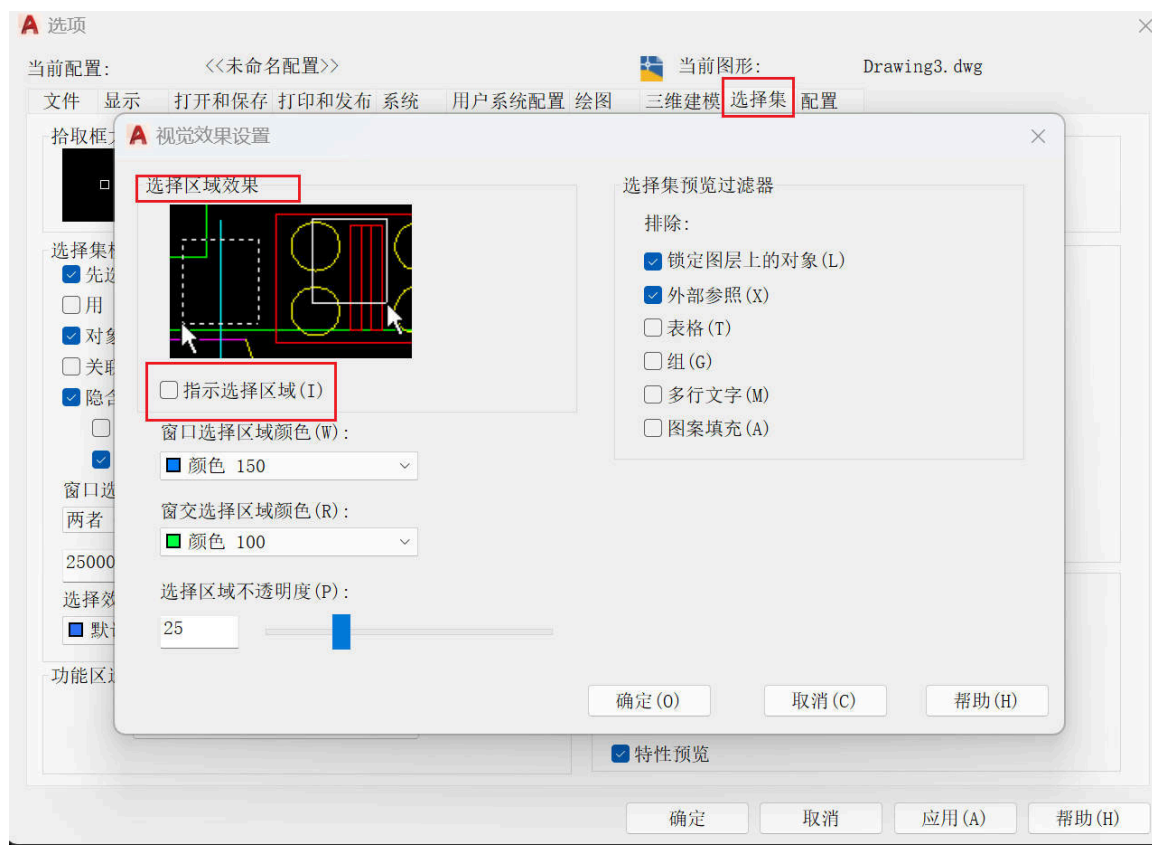 选项
当前配置: <<未命名配置>> 当前图形: Drawing3.dwg
文件 显示 打开和保存 打印和发布 系统 用户系统配置 绘图 三维建模 选择集 配置
拾取框
视觉效果设置
选择区域效果
选择集预览过滤器
排除:
选择集
先选
锁定图层上的对象(L)
用
外部参照(X)
对象
表格(T)
关联
组(G)
指示选择区域(I)
隐含
多行文字(M)
窗口选择区域颜色(W):
图案填充(A)
颜色 150
窗口选
窗交选择区域颜色(R):
两者
颜色 100
25000
选择区域不透明度(P):
选择效
25
默认
功能区选
确定(O) 取消(C) 帮助(H)
特性预览
确定 取消 应用(A) 帮助(H)